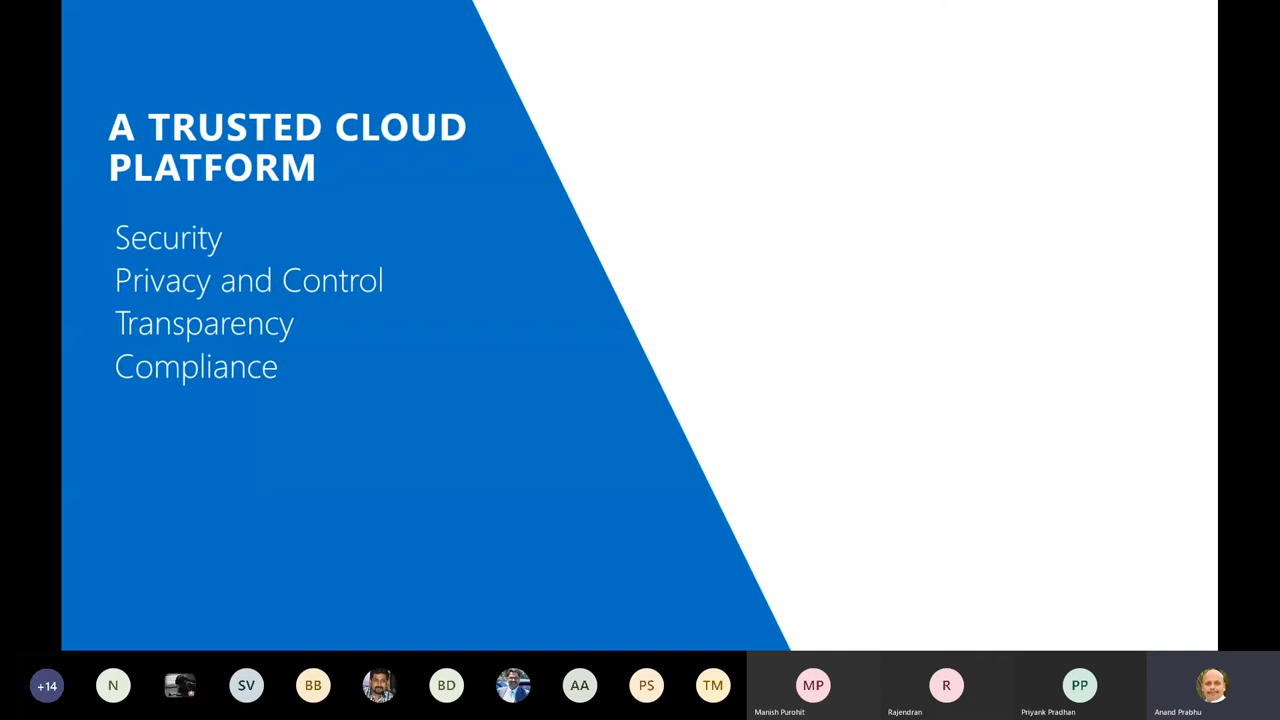 A TRUSTED CLOUD
PLATFORM
Security
Privacy and Control
Transparency
Compliance
+14
N
SV
BB
BD
AA
PS
TM
MP
Manish Purohit
R
Rajendran
PP
Priyank Pradhan
Anand Prabhu